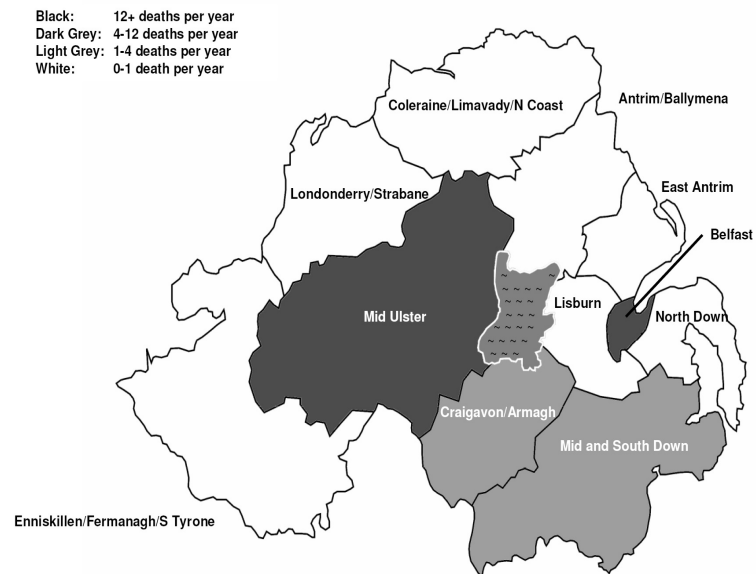 Black: 12+ deaths per year
Dark Grey: 4-12 deaths per year
Light Grey: 1-4 deaths per year
White: 0-1 death per year
Coleraine/Limavady/N Coast
Antrim/Ballymena
Londonderry/Strabane
East Antrim
Belfast
Lisburn
Mid Ulster
North Down
Craigavon/Armagh
Mid and South Down
Enniskillen/Fermanagh/S Tyrone